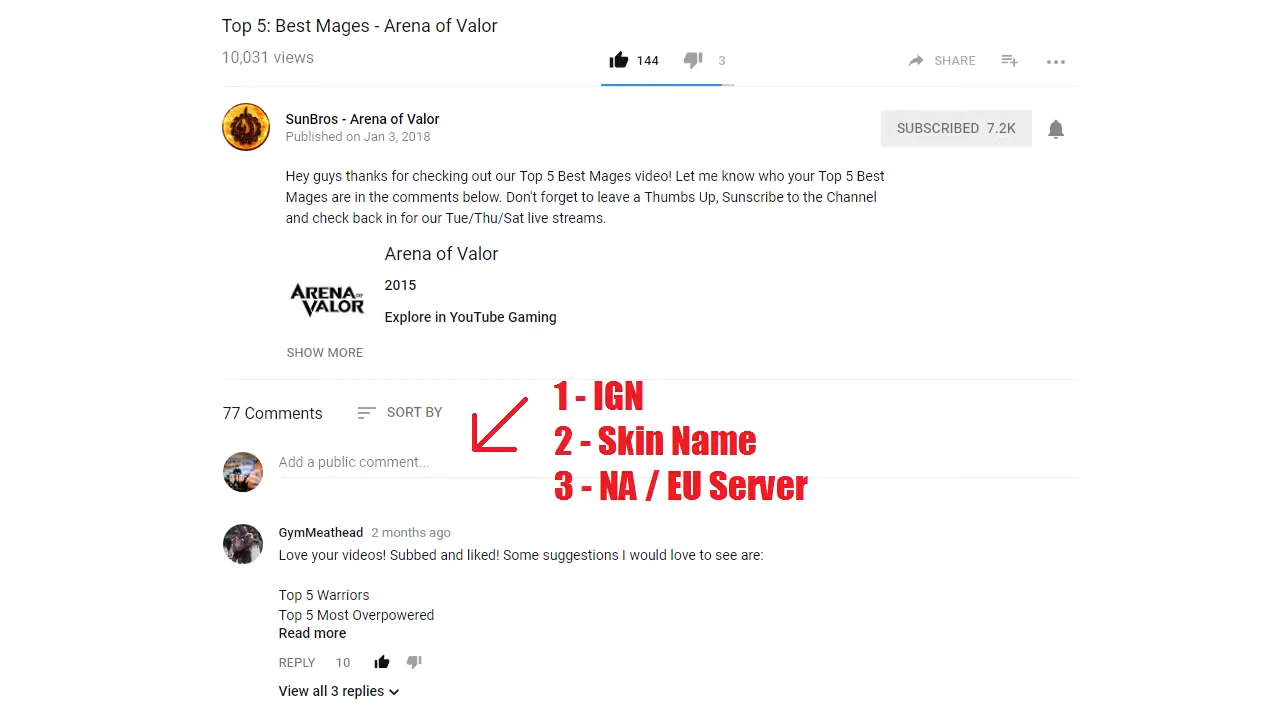 Top 5: Best Mages - Arena of Valor
10,031 views
144
3
SHARE
SunBros - Arena of Valor
Published on Jan 3, 2018
SUBSCRIBED 7.2K
Hey guys thanks for checking out our Top 5 Best Mages video! Let me know who your Top 5 Best
Mages are in the comments below. Don't forget to leave a Thumbs Up, Sunscribe to the Channel
and check back in for our Tue/Thu/Sat live streams.
Arena of Valor
2015
Explore in YouTube Gaming
ARENA OF
VALOR
SHOW MORE
77 Comments
SORT BY
1 - IGN
2 - Skin Name
3 - NA / EU Server
Add a public comment...
GymMeathead 2 months ago
Love your videos! Subbed and liked! Some suggestions I would love to see are:
Top 5 Warriors
Top 5 Most Overpowered
Read more
REPLY 10
View all 3 replies